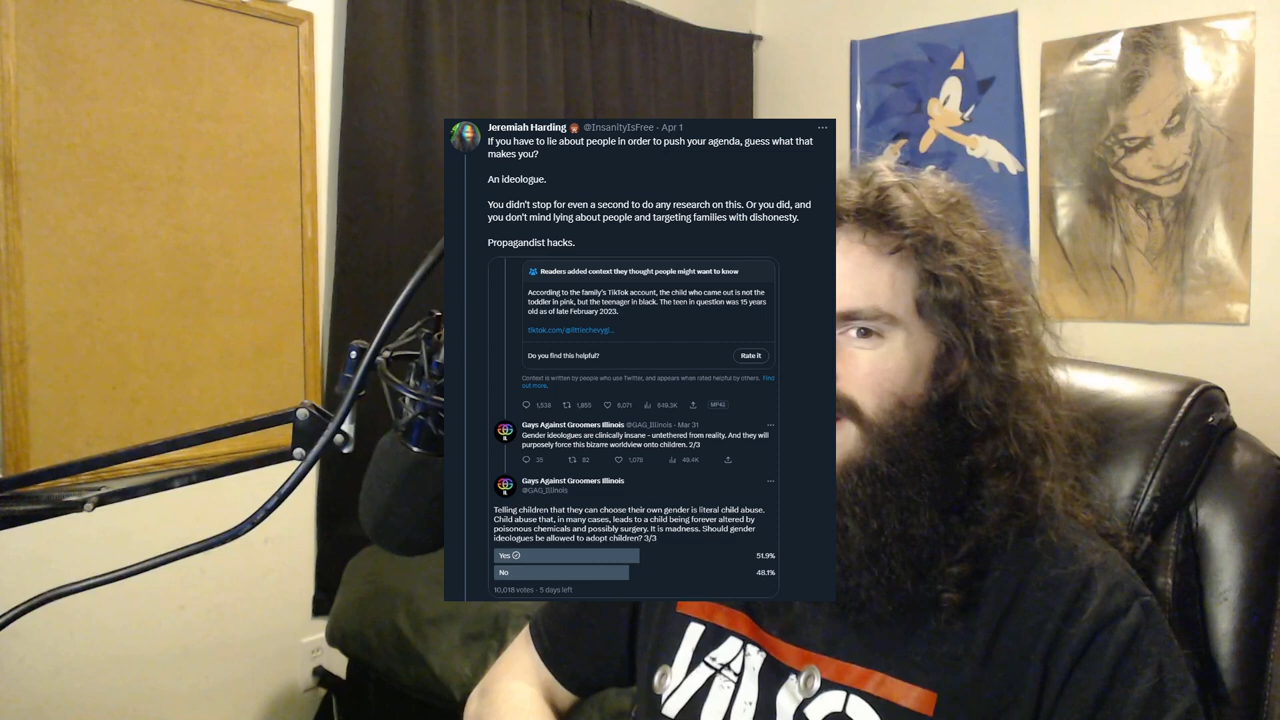 Jeremiah Harding @InsanityIsFree · Apr 1
If you have to lie about people in order to push your agenda, guess what that
makes you?
An ideologue.
You didn't stop for even a second to do any research on this. Or you did, and
you don't mind lying about people and targeting families with dishonesty.
Propagandist hacks.
Readers added context they thought people might want to know
According to the family's TikTok account, the child who came out is not the
toddler in pink, but the teenager in black. The teen in question was 15 years
old as of late February 2023.
tiktok.com/@littlechevygi...
Do you find this helpful?
Rate it
Context is written by people who use Twitter, and appears when rated helpful by others. Find
out more.
1,538 1,855 6,071 649.3K MP42
Gays Against Groomers Illinois @GAG_Illinois · Mar 31
Gender ideologues are clinically insane - untethered from reality. And they will
purposely force this bizarre worldview onto children. 2/3
35 82 1,078 49.4K
Gays Against Groomers Illinois
@GAG_Illinois
Telling children that they can choose their own gender is literal child abuse.
Child abuse that, in many cases, leads to a child being forever altered by
poisonous chemicals and possibly surgery. It is madness. Should gender
ideologues be allowed to adopt children? 3/3
Yes 51.9%
No 48.1%
10,018 votes · 5 days left